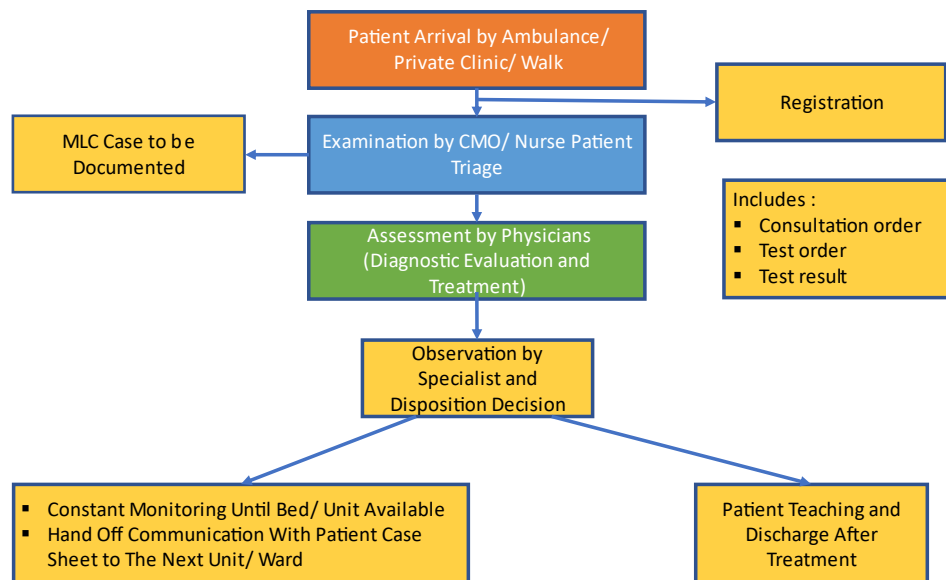 Patient Arrival by Ambulance/
Private Clinic/ Walk
Registration
MLC Case to be
Documented
Examination by CMO/ Nurse Patient
Triage
Includes :
▪ Consultation order
▪ Test order
▪ Test result
Assessment by Physicians
(Diagnostic Evaluation and
Treatment)
Observation by
Specialist and
Disposition Decision
▪ Constant Monitoring Until Bed/ Unit Available
▪ Hand Off Communication With Patient Case
Sheet to The Next Unit/ Ward
Patient Teaching and
Discharge After
Treatment